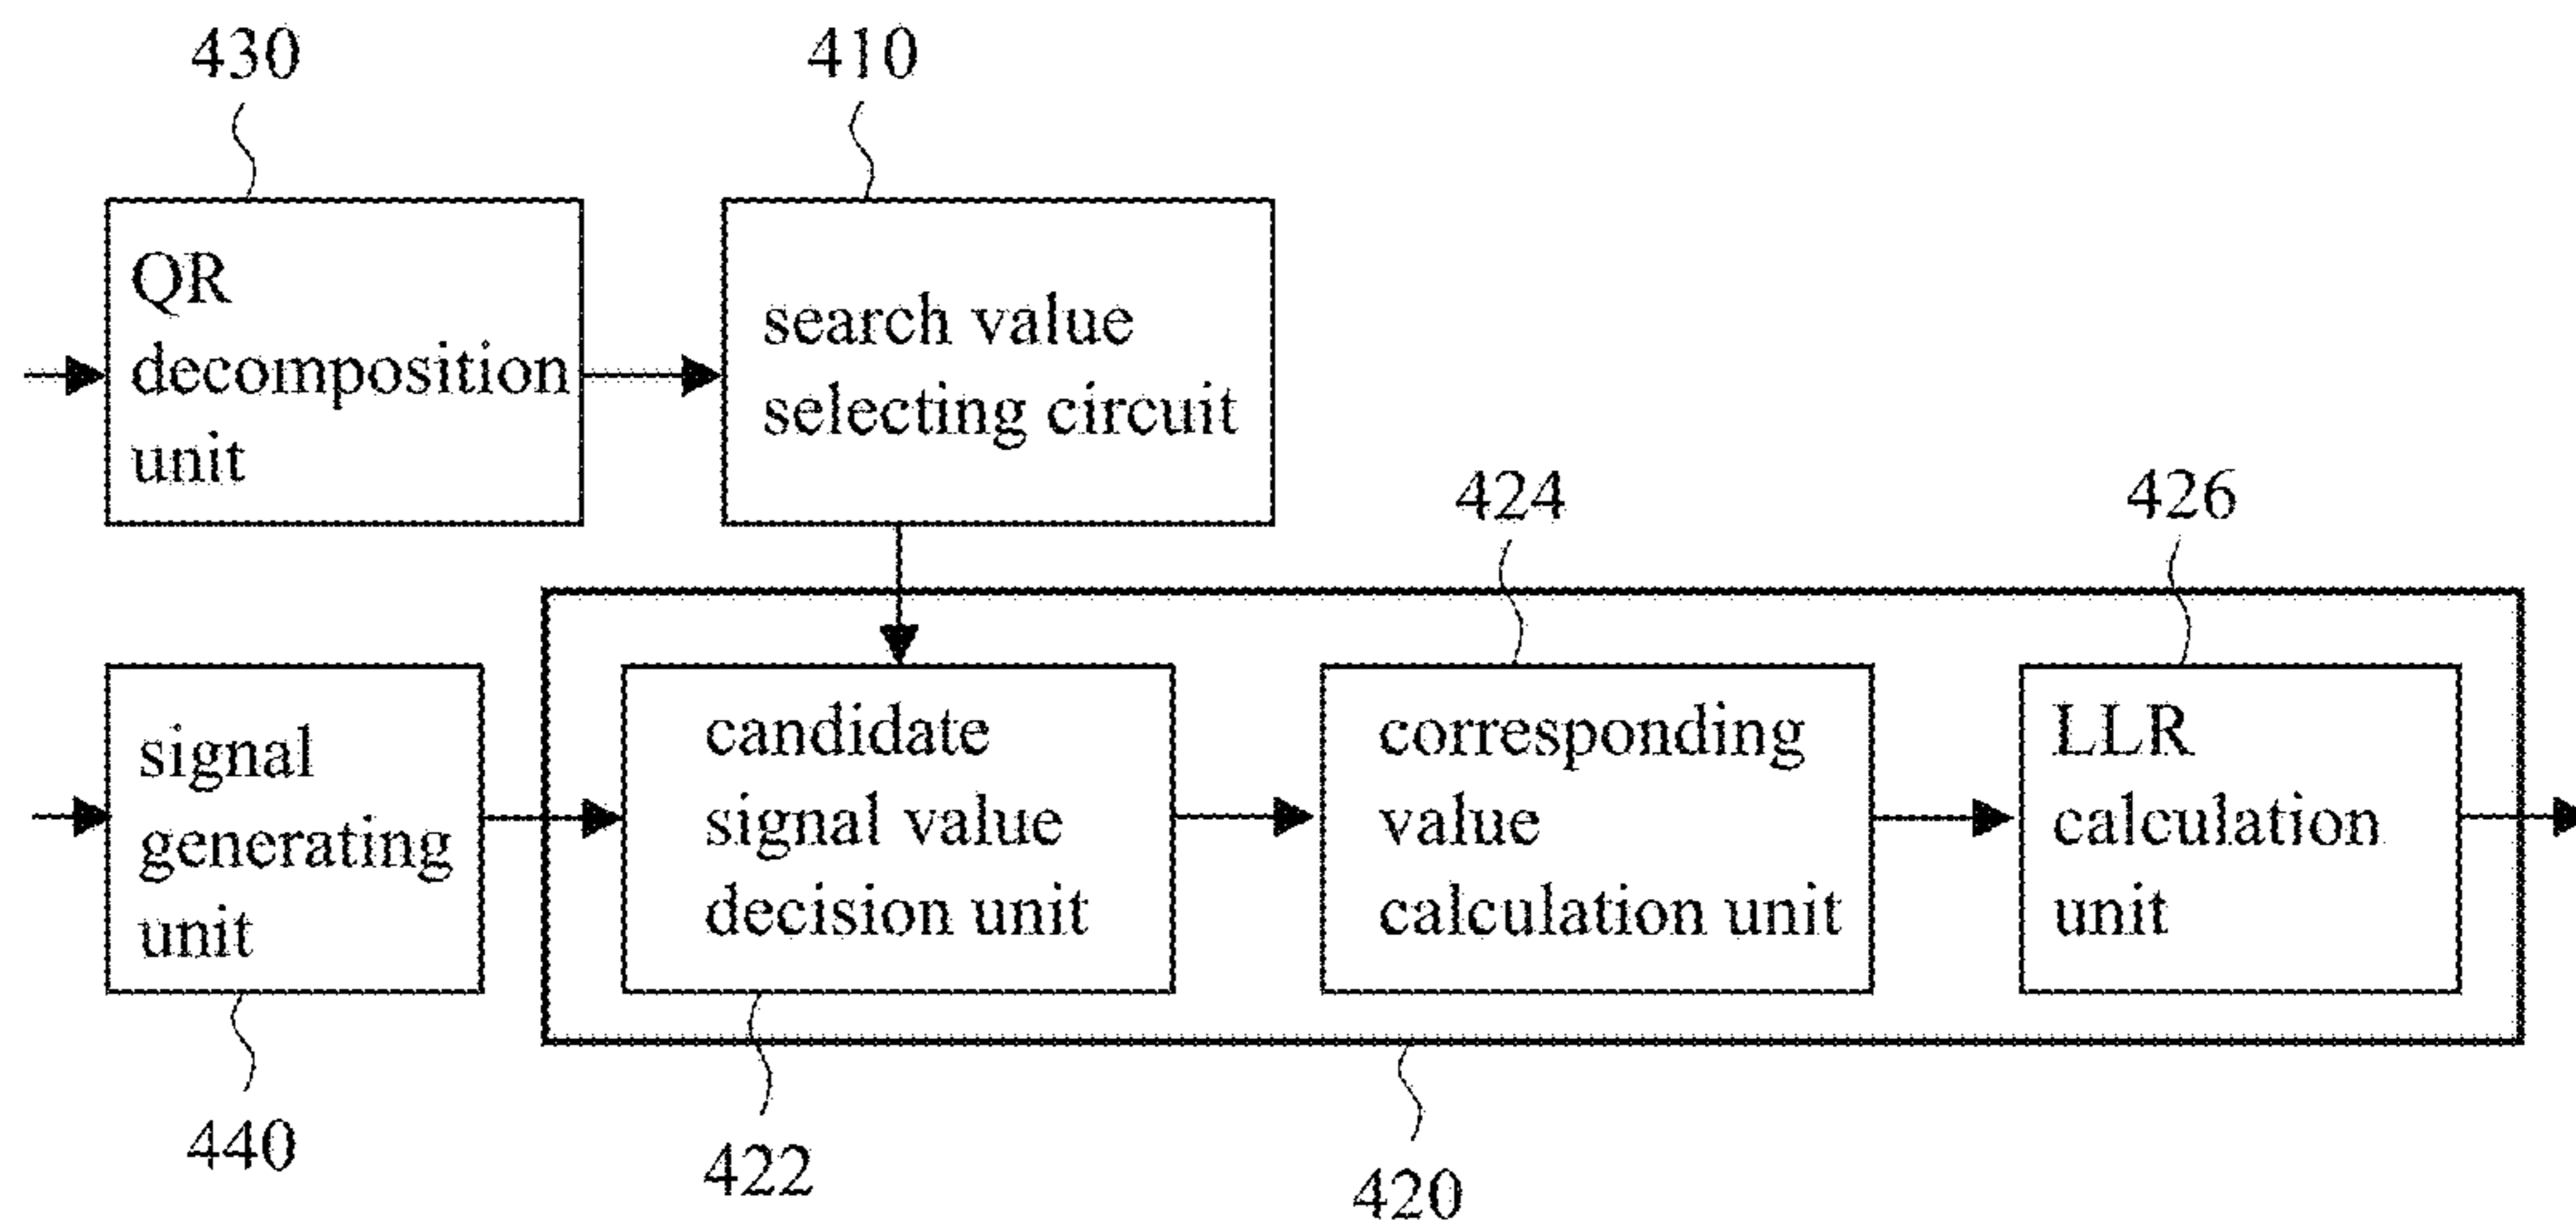 430
410
QR
decomposition
unit
search value
selecting circuit
424
426
signal
generating
unit
candidate
signal value
decision unit
corresponding
value
calculation unit
LLR
calculation
unit
440
422
420